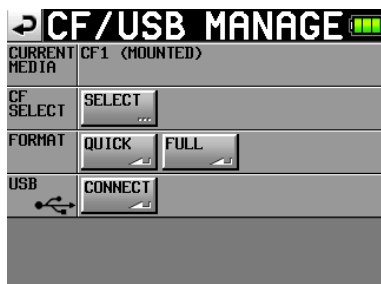 CF/USB MANAGE
CURRENT MEDIA CF1 (MOUNTED)
CF SELECT SELECT ...
FORMAT QUICK FULL
USB CONNECT